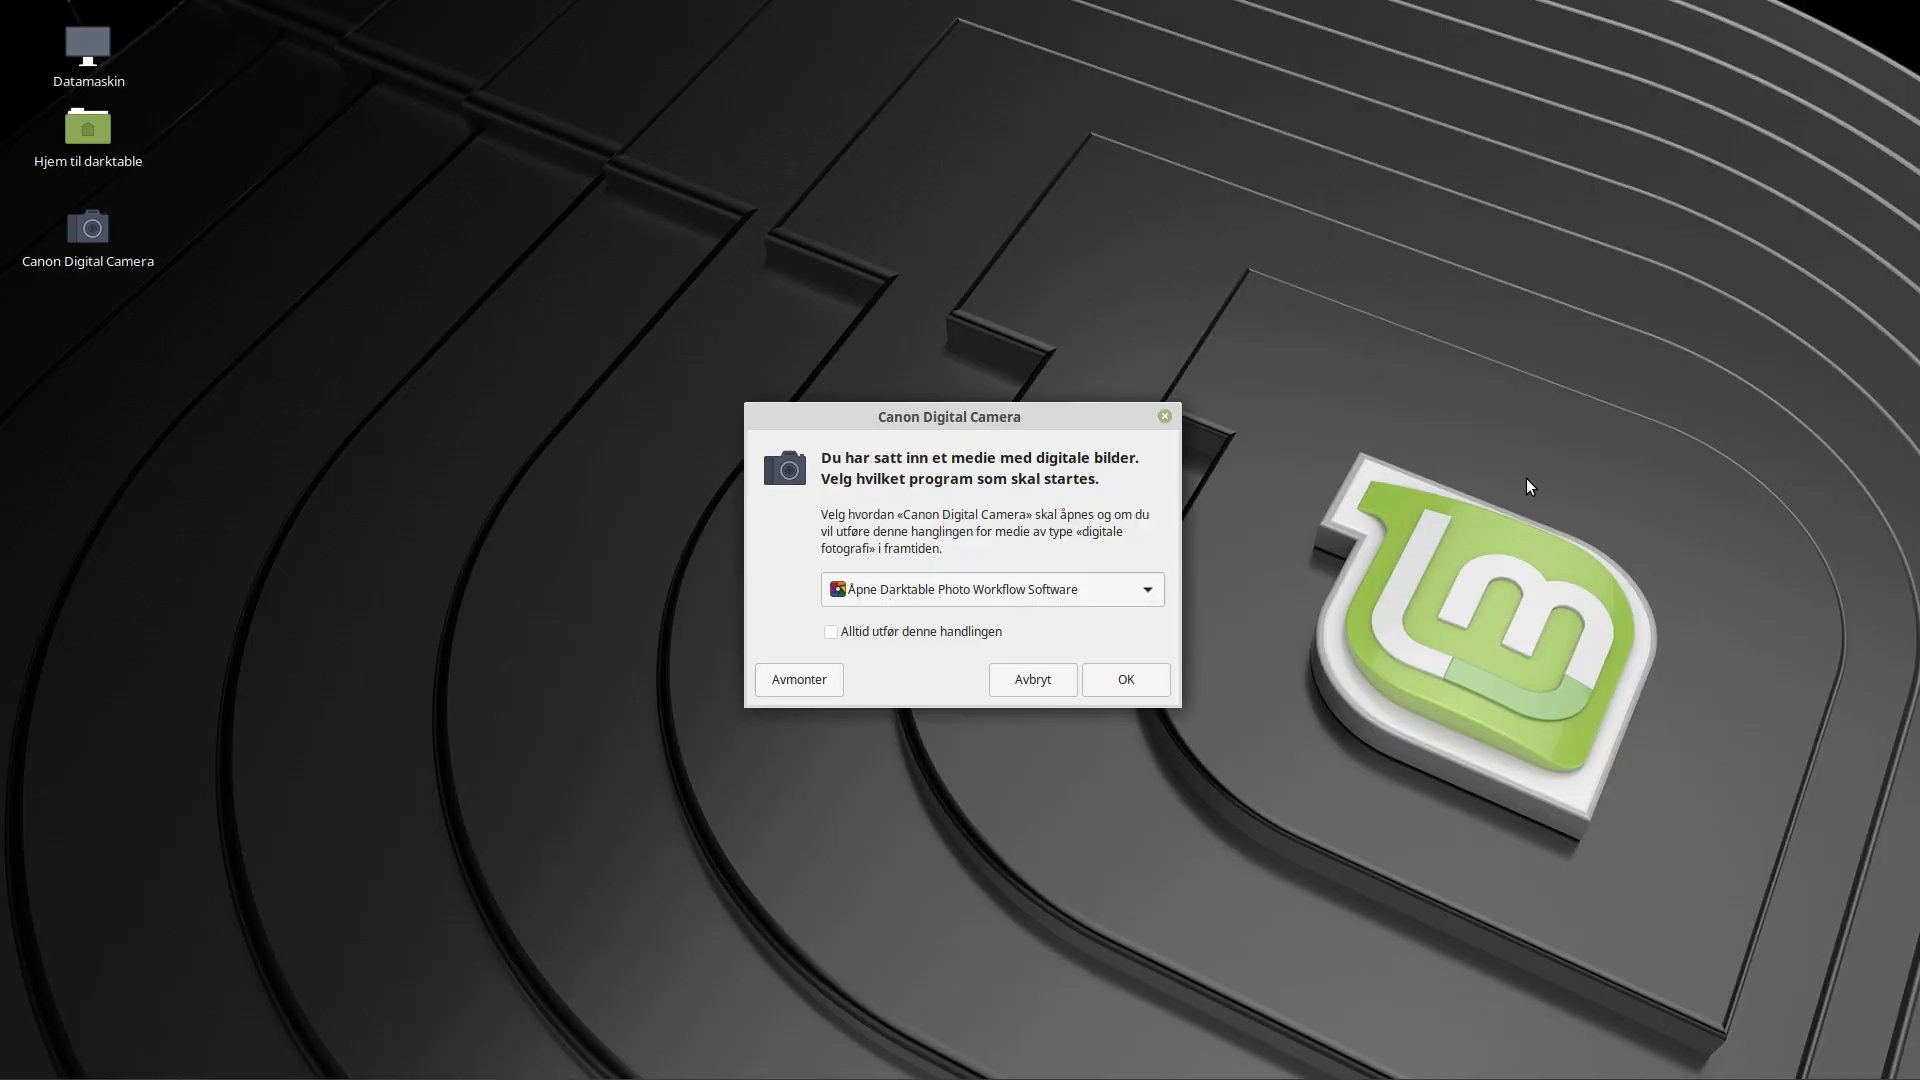 Datamaskin
Hjem til darktable
Canon Digital Camera
Canon Digital Camera
Du har satt inn et medie med digitale bilder.
Velg hvilket program som skal startes.
Velg hvordan «Canon Digital Camera» skal åpnes og om du
vil utføre denne hanglingen for medie av type «digitale
fotografi» i framtiden.
Åpne Darktable Photo Workflow Software
Alltid utfør denne handlingen
Avmonter
Avbryt
OK